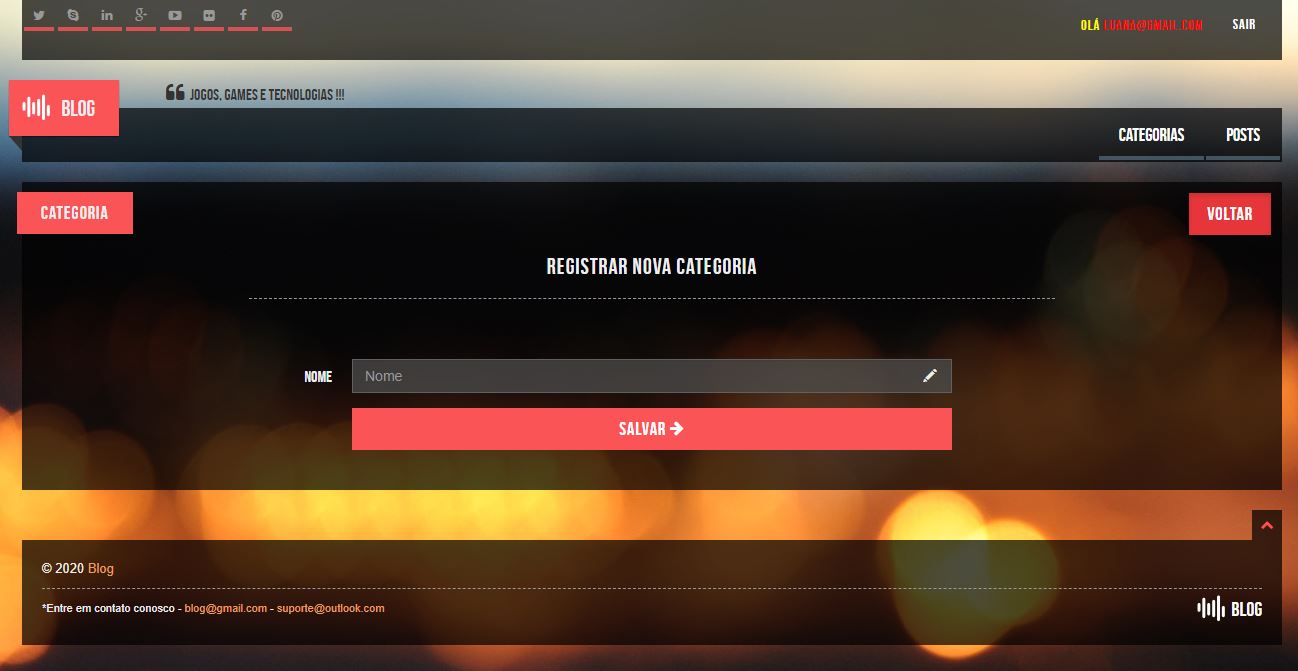 OLÁ LUANA@GMAIL.COM SAIR
BLOG
JOGOS, GAMES E TECNOLOGIAS !!!
CATEGORIAS POSTS
CATEGORIA
VOLTAR
REGISTRAR NOVA CATEGORIA
NOME
Nome
SALVAR
© 2020 Blog
*Entre em contato conosco - blog@gmail.com - suporte@outlook.com
BLOG